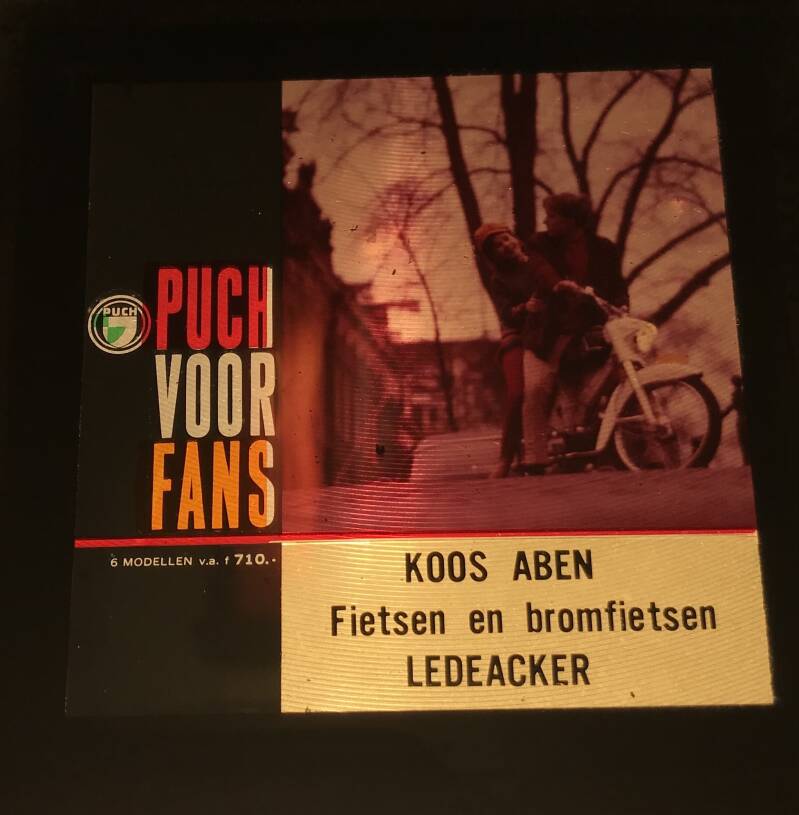 PUCH
PUCH
VOOR
FANS
6 MODELLEN v.a. f 710.-
KOOS ABEN
Fietsen en bromfietsen
LEDEACKER